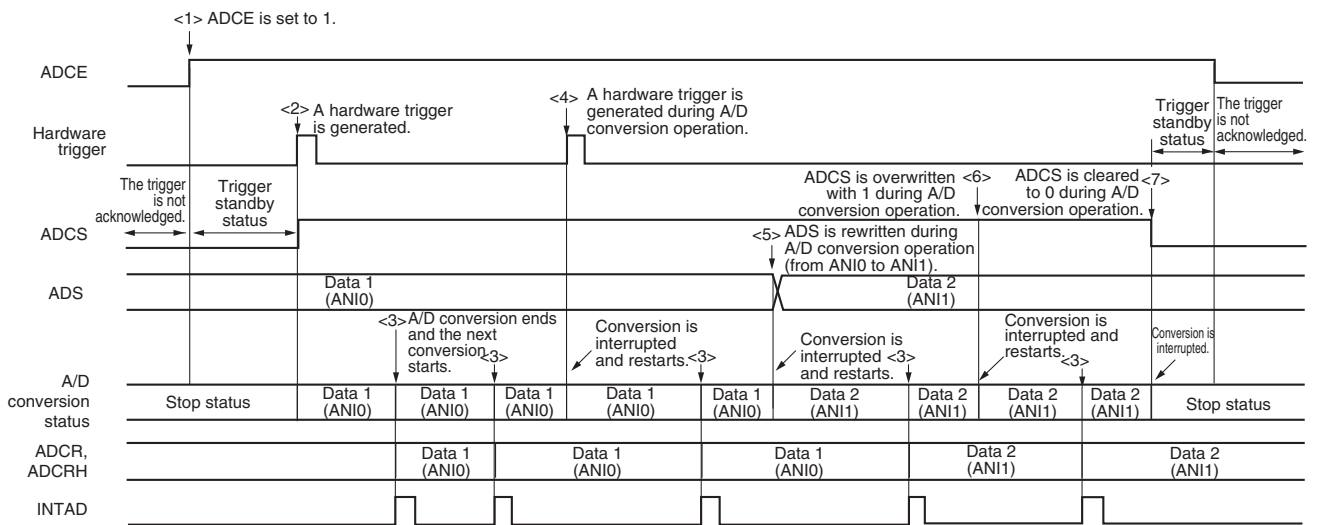 <1> ADCE is set to 1.
ADCE
<2> A hardware trigger
is generated.
<4> A hardware trigger is
generated during A/D
conversion operation.
Trigger
standby
status
The trigger
is not
acknowledged.
Hardware
trigger
The trigger
is not
acknowledged.
Trigger
standby
status
ADCS is overwritten <6>
with 1 during A/D
conversion operation.
ADCS is cleared <7>
to 0 during A/D
conversion operation.
ADCS
<5> ADS is rewritten during
A/D conversion operation
(from ANI0 to ANI1).
ADS
Data 1
(ANI0)
Data 2
(ANI1)
<3> A/D conversion ends
and the next
conversion <3>
starts.
Conversion is
interrupted
and restarts. <3>
Conversion is
interrupted <3>
and restarts.
Conversion is
interrupted and
restarts. <3>
Conversion is
interrupted.
A/D
conversion
status
Stop status
Data 1
(ANI0)
Data 1
(ANI0)
Data 1
(ANI0)
Data 1
(ANI0)
Data 1
(ANI0)
Data 2
(ANI1)
Data 2
(ANI1)
Data 2
(ANI1)
Data 2
(ANI1)
Stop status
ADCR,
ADCRH
Data 1
(ANI0)
Data 1
(ANI0)
Data 1
(ANI0)
Data 2
(ANI1)
Data 2
(ANI1)
INTAD